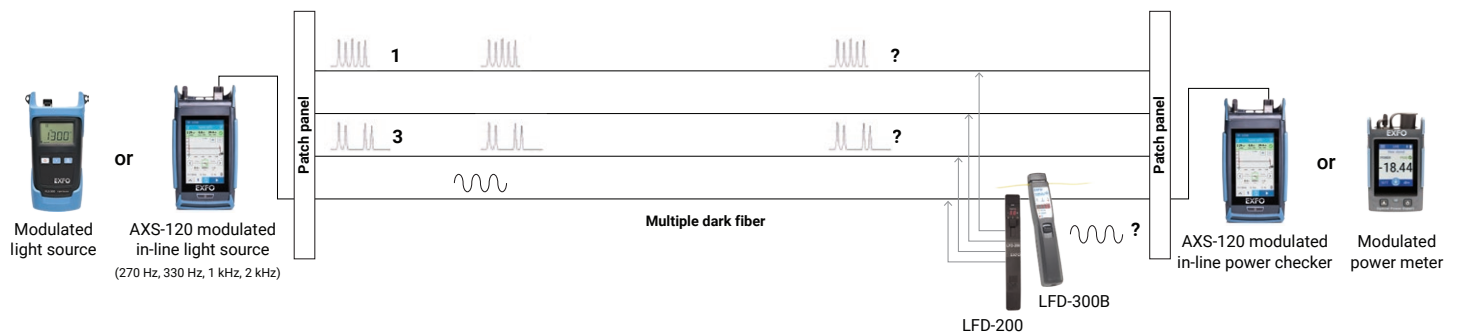 1
?
Patch panel
Patch panel
1300
EXFO
or
EXFO
3
?
EXFO
or
EXFO
-18.44
Multiple dark fiber
?
Modulated
light source
AXS-120 modulated
in-line light source
(270 Hz, 330 Hz, 1 kHz, 2 kHz)
AXS-120 modulated
in-line power checker
Modulated
power meter
LFD-300B
LFD-200